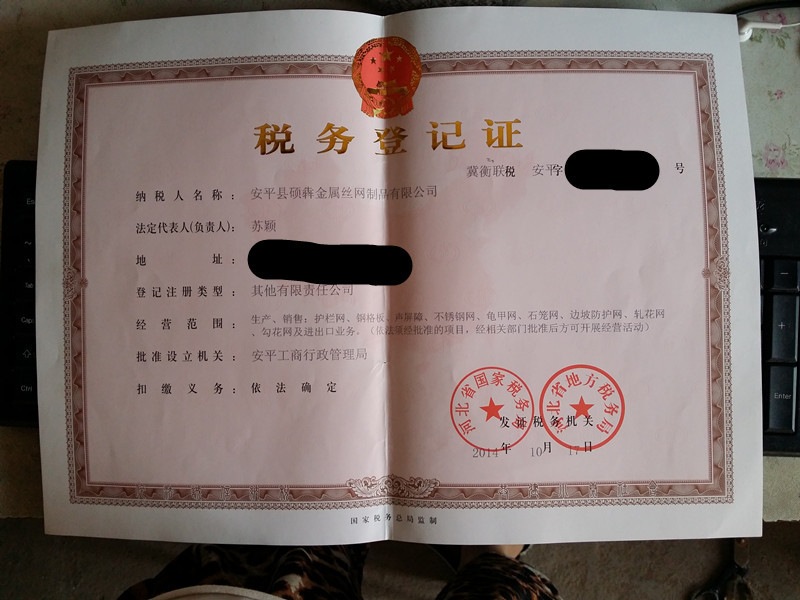 税务登记证
冀衡联税 安平字 号
纳税人名称： 安平县硕犇金属丝网制品有限公司
法定代表人(负责人)： 苏颖
地 址：
登记注册类型： 其他有限责任公司
经营范围： 生产、销售：护栏网、钢格板、声屏障、不锈钢网、龟甲网、石笼网、边坡防护网、轧花网
、勾花网及进出口业务。（依法须经批准的项目，经相关部门批准后方可开展经营活动）
批准设立机关： 安平工商行政管理局
扣缴义务： 依法确定
河北省国家税务局
河北省地方税务局
发证税务机关
2014年 10月 17日
国家税务总局监制
Esc
Caps
Ctrl
Enter
+